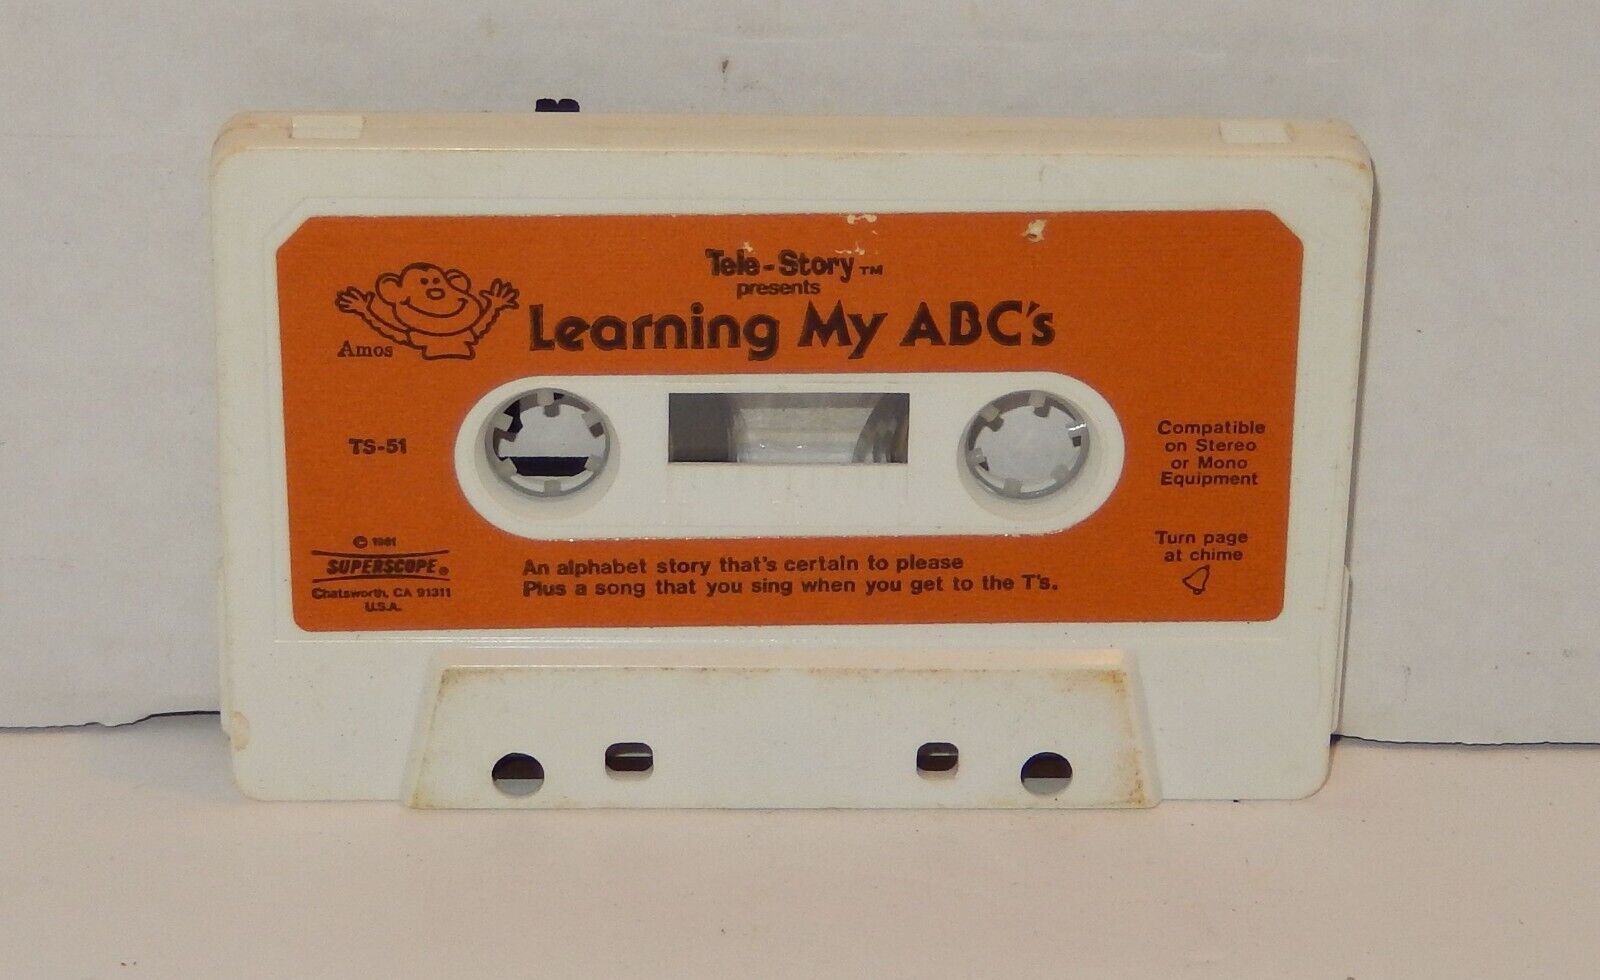 Tele-Story™
presents
Learning My ABC's
Amos
TS-51
Compatible
on Stereo
or Mono
Equipment
© 1981
SUPERSCOPE®
Chatsworth, CA 91311
U.S.A.
An alphabet story that's certain to please
Plus a song that you sing when you get to the T's.
Turn page
at chime